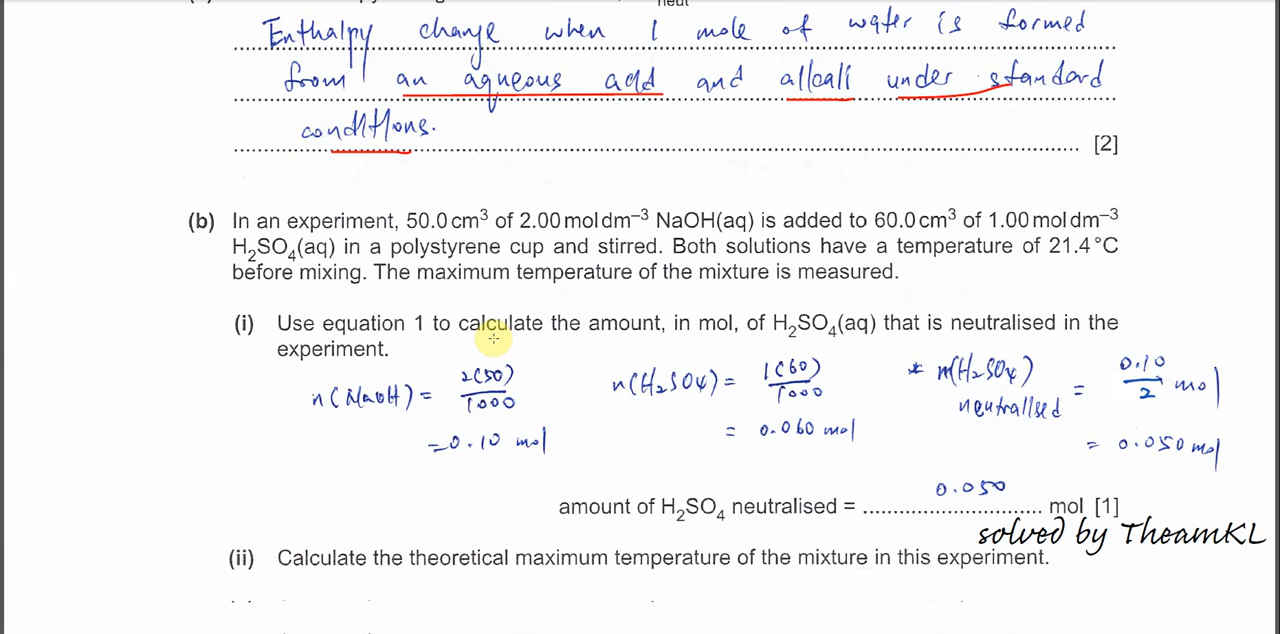 neut
Enthalpy change when 1 mole of water is formed
from an aqueous acid and alkali under standard
conditions.
[2]
(b) In an experiment, 50.0 cm³ of 2.00 mol dm⁻³ NaOH(aq) is added to 60.0 cm³ of 1.00 mol dm⁻³
H₂SO₄(aq) in a polystyrene cup and stirred. Both solutions have a temperature of 21.4 °C
before mixing. The maximum temperature of the mixture is measured.
(i) Use equation 1 to calculate the amount, in mol, of H₂SO₄(aq) that is neutralised in the
experiment.
n(NaOH) = 2(50)/1000 n(H₂SO₄) = 1(60)/1000 * n(H₂SO₄) neutralised = 0.10/2 mol
= 0.10 mol = 0.060 mol = 0.050 mol
amount of H₂SO₄ neutralised = 0.050 mol [1]
solved by TheamKL
(ii) Calculate the theoretical maximum temperature of the mixture in this experiment.